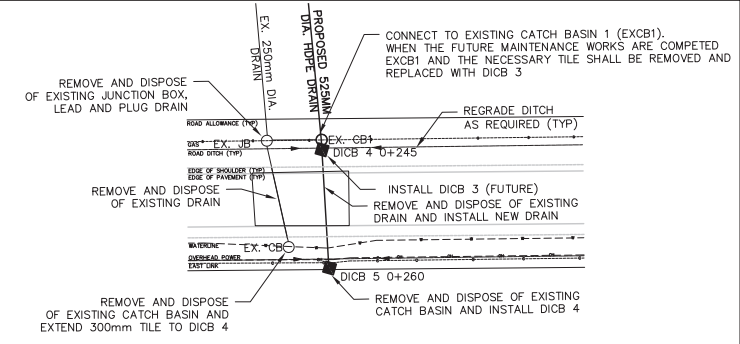 EX. 250mm DIA.
DRAIN
PROPOSED 525MM
DIA. HDPE DRAIN
CONNECT TO EXISTING CATCH BASIN 1 (EXCB1).
WHEN THE FUTURE MAINTENANCE WORKS ARE COMPETED
EXCB1 AND THE NECESSARY TILE SHALL BE REMOVED AND
REPLACED WITH DICB 3
REMOVE AND DISPOSE
OF EXISTING JUNCTION BOX,
LEAD AND PLUG DRAIN
REGRADE DITCH
AS REQUIRED (TYP)
ROAD ALLOWANCE (TYP)
GAS
EX. JB
EX. CB1
ROAD DITCH (TYP)
DICB 4 0+245
EDGE OF SHOULDER (TYP)
EDGE OF PAVEMENT (TYP)
INSTALL DICB 3 (FUTURE)
REMOVE AND DISPOSE
OF EXISTING DRAIN
REMOVE AND DISPOSE OF EXISTING
DRAIN AND INSTALL NEW DRAIN
WATERLINE
EX. CB
OVERHEAD POWER
EAST LINK
DICB 5 0+260
REMOVE AND DISPOSE
OF EXISTING CATCH BASIN AND
EXTEND 300mm TILE TO DICB 4
REMOVE AND DISPOSE OF EXISTING
CATCH BASIN AND INSTALL DICB 4